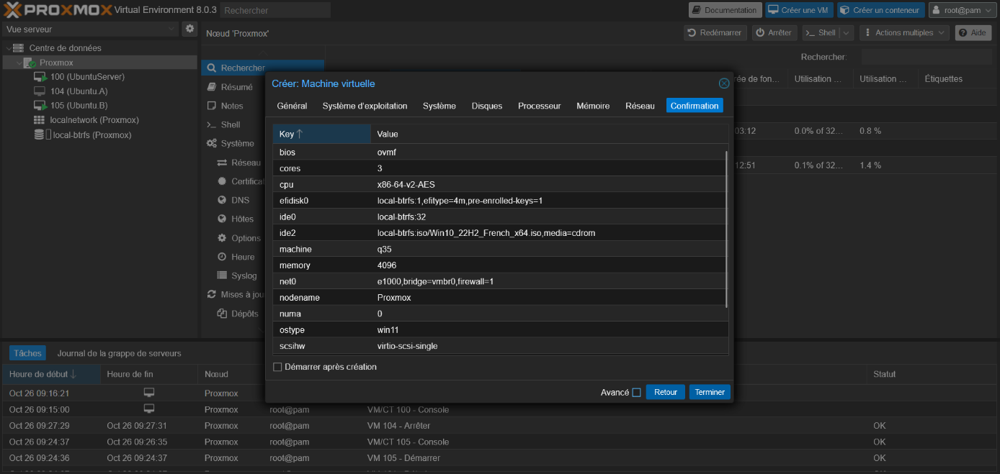 PROXMOX Virtual Environment 8.0.3 Rechercher Documentation Créer une VM Créer un conteneur root@pam
Vue serveur
Centre de données
Proxmox
100 (UbuntuServer)
104 (Ubuntu.A)
105 (Ubuntu.B)
localnetwork (Proxmox)
local-btrfs (Proxmox)
Nœud 'Proxmox' Redémarrer Arrêter Shell Actions multiples Aide
Rechercher:
Rechercher
Résumé
Notes
Shell
Système
Réseau
Certificat
DNS
Hôtes
Options
Heure
Syslog
Mises à jou
Dépôts
rée de fon... Utilisation ... Utilisation ... Étiquettes
03:12 0.0% of 32... 0.8 %
12:51 0.1% of 32... 1.4 %
Créer: Machine virtuelle
Général Système d'exploitation Système Disques Processeur Mémoire Réseau Confirmation
Key Value
bios ovmf
cores 3
cpu x86-64-v2-AES
efidisk0 local-btrfs:1,efitype=4m,pre-enrolled-keys=1
ide0 local-btrfs:32
ide2 local-btrfs:iso/Win10_22H2_French_x64.iso,media=cdrom
machine q35
memory 4096
net0 e1000,bridge=vmbr0,firewall=1
nodename Proxmox
numa 0
ostype win11
scsihw virtio-scsi-single
Démarrer après création
Avancé Retour Terminer
Tâches Journal de la grappe de serveurs
Heure de début Heure de fin Nœud Statut
Oct 26 09:16:21 Proxmox
Oct 26 09:15:00 Proxmox root@pam VM/CT 100 - Console
Oct 26 09:27:29 Oct 26 09:27:31 Proxmox root@pam VM 104 - Arrêter OK
Oct 26 09:24:37 Oct 26 09:26:35 Proxmox root@pam VM/CT 105 - Console OK
Oct 26 09:24:36 Oct 26 09:24:37 Proxmox root@pam VM 105 - Démarrer OK